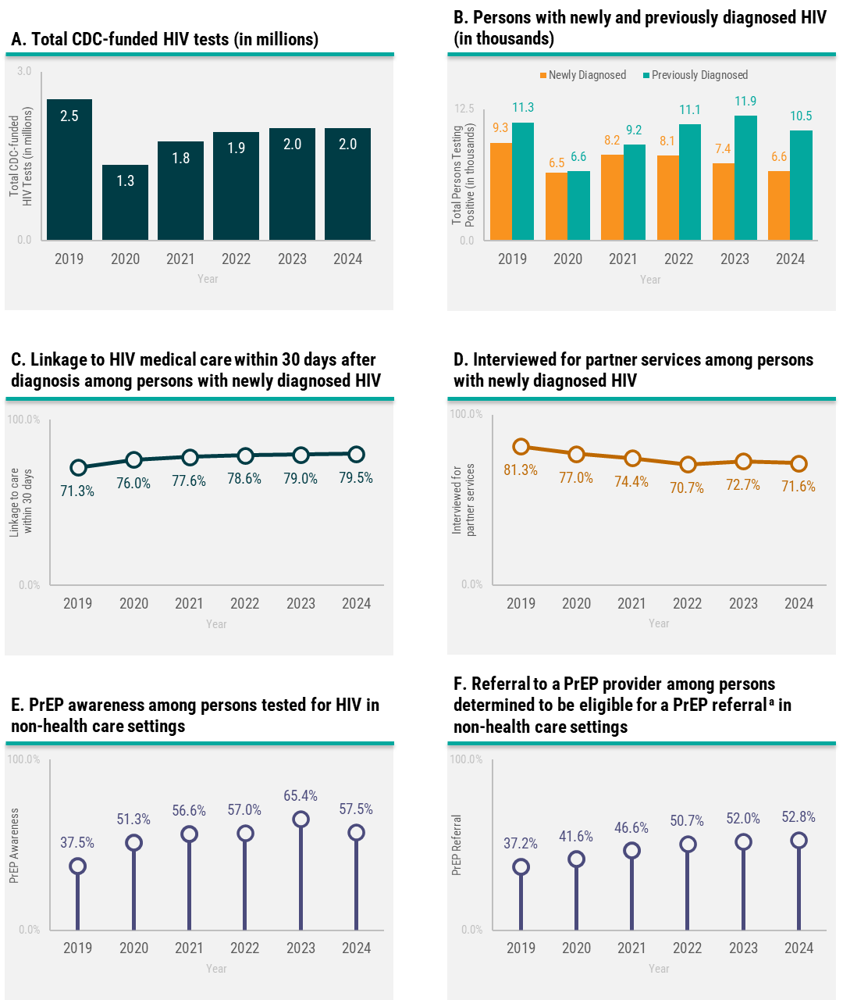 A. Total CDC-funded HIV tests (in millions)
3.0
Total CDC-funded
HIV Tests (in millions)
2.5
1.3
1.8
1.9
2.0
2.0
0.0
2019 2020 2021 2022 2023 2024
Year
B. Persons with newly and previously diagnosed HIV
(in thousands)
Newly Diagnosed Previously Diagnosed
12.5
Total Persons Testing
Positive (in thousands)
9.3 11.3
6.5 6.6
8.2 9.2
8.1 11.1
7.4 11.9
6.6 10.5
0.0
2019 2020 2021 2022 2023 2024
Year
C. Linkage to HIV medical care within 30 days after
diagnosis among persons with newly diagnosed HIV
100.0%
Linkage to care
within 30 days
71.3% 76.0% 77.6% 78.6% 79.0% 79.5%
0.0%
2019 2020 2021 2022 2023 2024
Year
D. Interviewed for partner services among persons
with newly diagnosed HIV
100.0%
Interviewed for
partner services
81.3% 77.0% 74.4% 70.7% 72.7% 71.6%
0.0%
2019 2020 2021 2022 2023 2024
Year
E. PrEP awareness among persons tested for HIV in
non-health care settings
100.0%
PrEP Awareness
37.5% 51.3% 56.6% 57.0% 65.4% 57.5%
0.0%
2019 2020 2021 2022 2023 2024
Year
F. Referral to a PrEP provider among persons
determined to be eligible for a PrEP referral ᵃ in
non-health care settings
100.0%
PrEP Referral
37.2% 41.6% 46.6% 50.7% 52.0% 52.8%
0.0%
2019 2020 2021 2022 2023 2024
Year